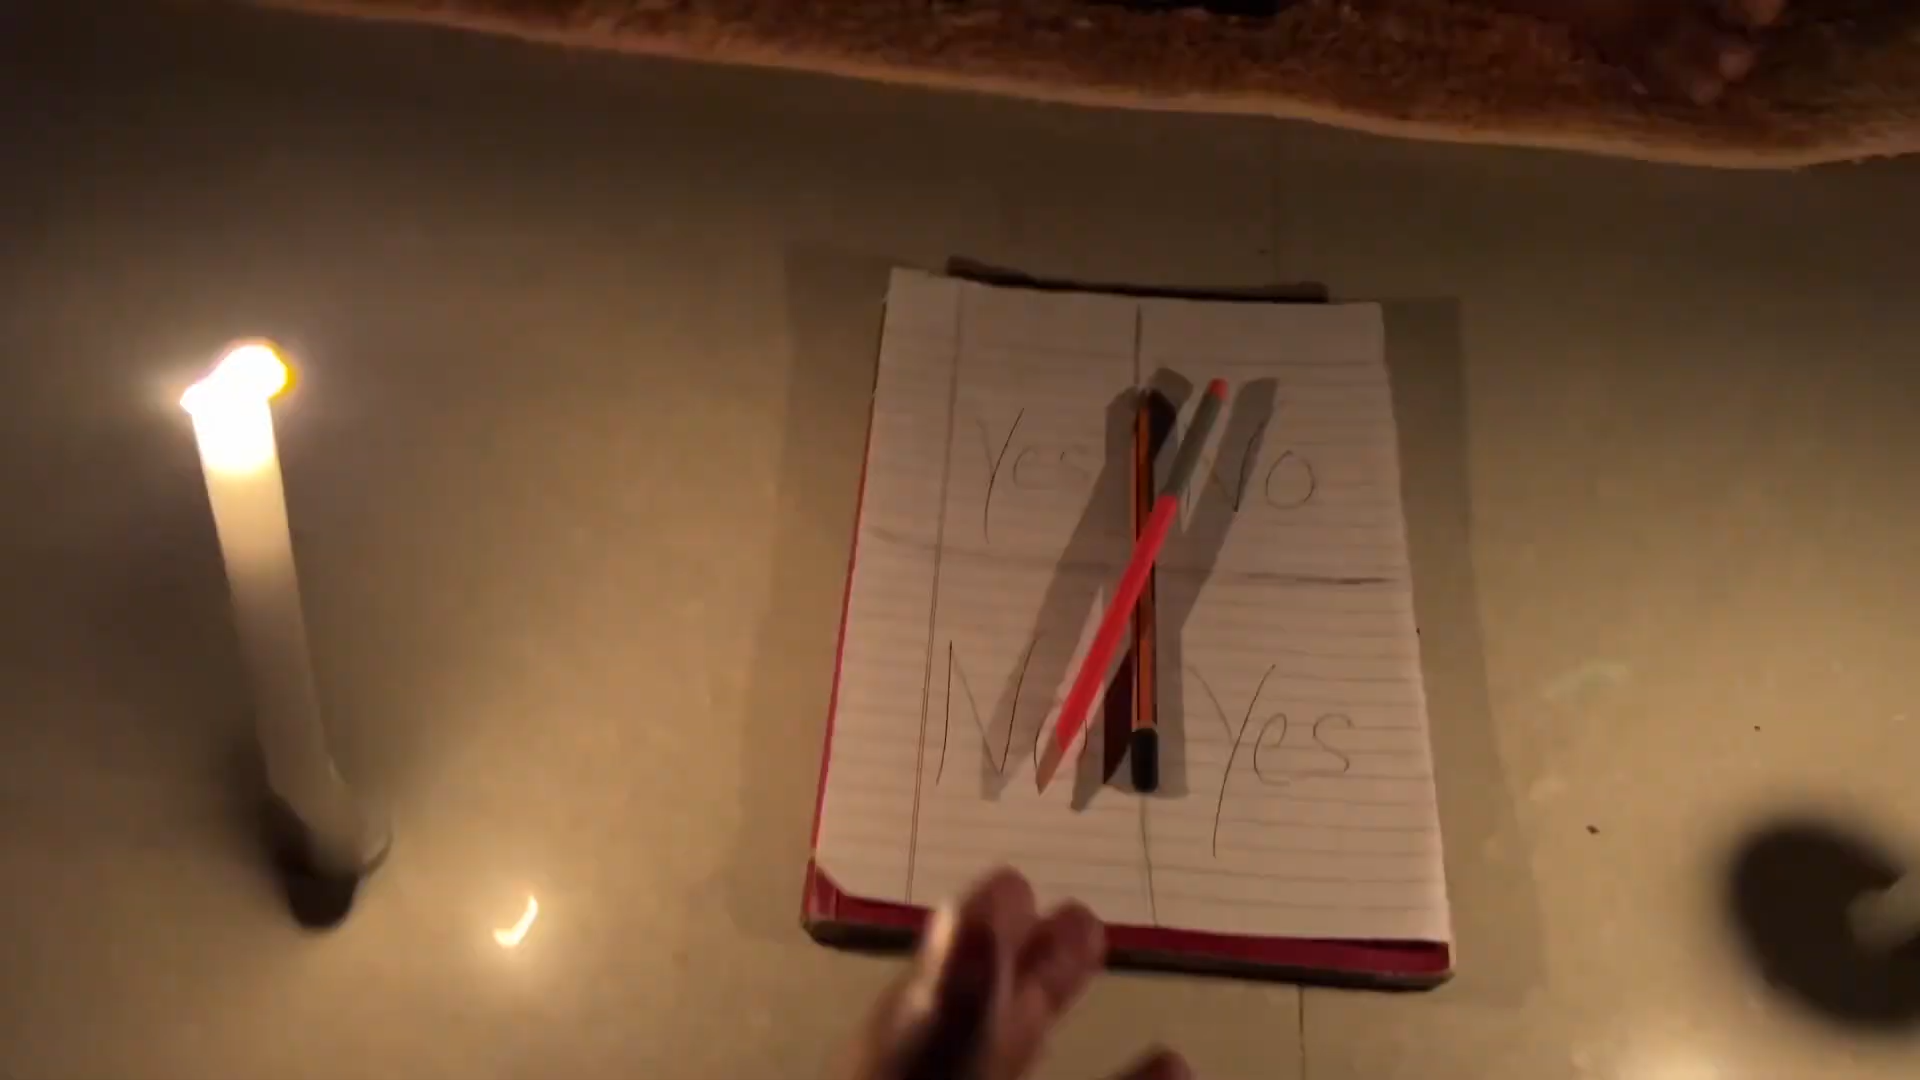 Yes No
No Yes